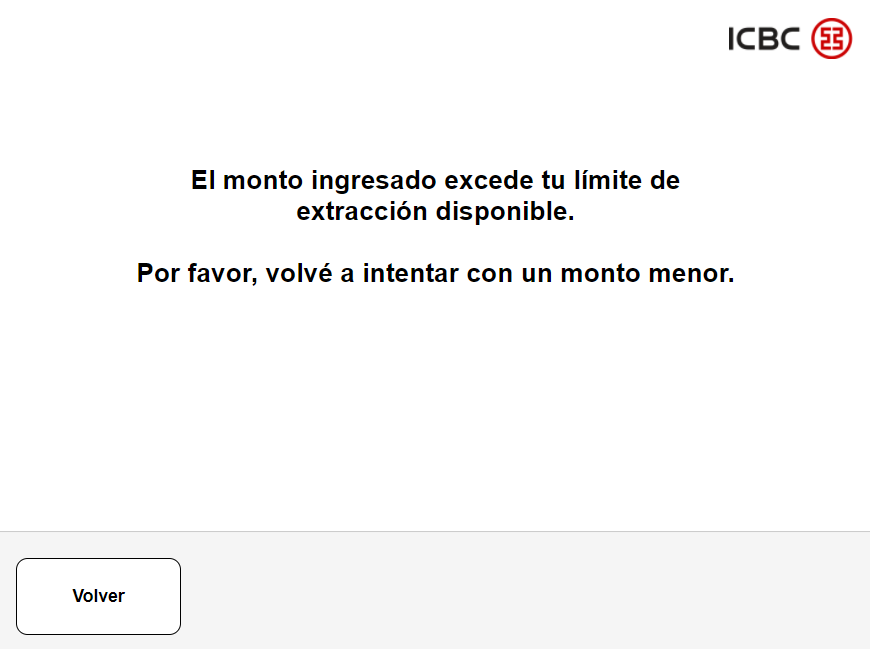 ICBC
El monto ingresado excede tu límite de
extracción disponible.
Por favor, volvé a intentar con un monto menor.
Volver